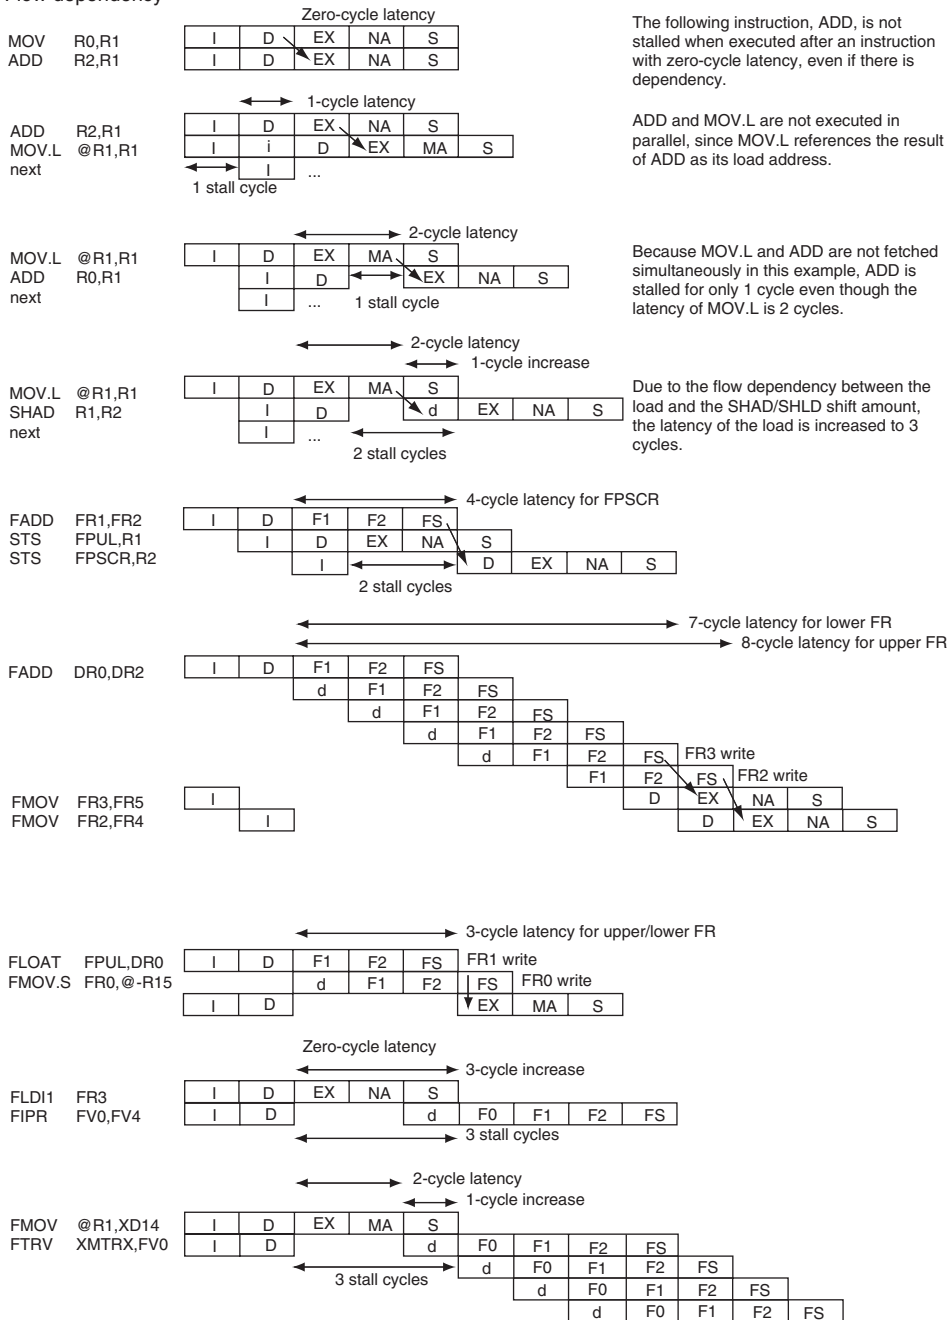 Flow dependency
Zero-cycle latency
MOV R0,R1 I D EX NA S
ADD R2,R1 I D EX NA S
The following instruction, ADD, is not
stalled when executed after an instruction
with zero-cycle latency, even if there is
dependency.
1-cycle latency
ADD R2,R1 I D EX NA S
MOV.L @R1,R1 I i D EX MA S
next I ...
1 stall cycle
ADD and MOV.L are not executed in
parallel, since MOV.L references the result
of ADD as its load address.
2-cycle latency
MOV.L @R1,R1 I D EX MA S
ADD R0,R1 I D EX NA S
next I ... 1 stall cycle
Because MOV.L and ADD are not fetched
simultaneously in this example, ADD is
stalled for only 1 cycle even though the
latency of MOV.L is 2 cycles.
2-cycle latency
1-cycle increase
MOV.L @R1,R1 I D EX MA S
SHAD R1,R2 I D d EX NA S
next I ...
2 stall cycles
Due to the flow dependency between the
load and the SHAD/SHLD shift amount,
the latency of the load is increased to 3
cycles.
4-cycle latency for FPSCR
FADD FR1,FR2 I D F1 F2 FS
STS FPUL,R1 I D EX NA S
STS FPSCR,R2 I D EX NA S
2 stall cycles
7-cycle latency for lower FR
8-cycle latency for upper FR
FADD DR0,DR2 I D F1 F2 FS
d F1 F2 FS
d F1 F2 FS
d F1 F2 FS
d F1 F2 FS FR3 write
F1 F2 FS FR2 write
FMOV FR3,FR5 I D EX NA S
FMOV FR2,FR4 I D EX NA S
3-cycle latency for upper/lower FR
FLOAT FPUL,DR0 I D F1 F2 FS FR1 write
FMOV.S FR0,@-R15 d F1 F2 FS FR0 write
I D EX MA S
Zero-cycle latency
3-cycle increase
FLDI1 FR3 I D EX NA S
FIPR FV0,FV4 I D d F0 F1 F2 FS
3 stall cycles
2-cycle latency
1-cycle increase
FMOV @R1,XD14 I D EX MA S
FTRV XMTRX,FV0 I D d F0 F1 F2 FS
3 stall cycles d F0 F1 F2 FS
d F0 F1 F2 FS
d F0 F1 F2 FS